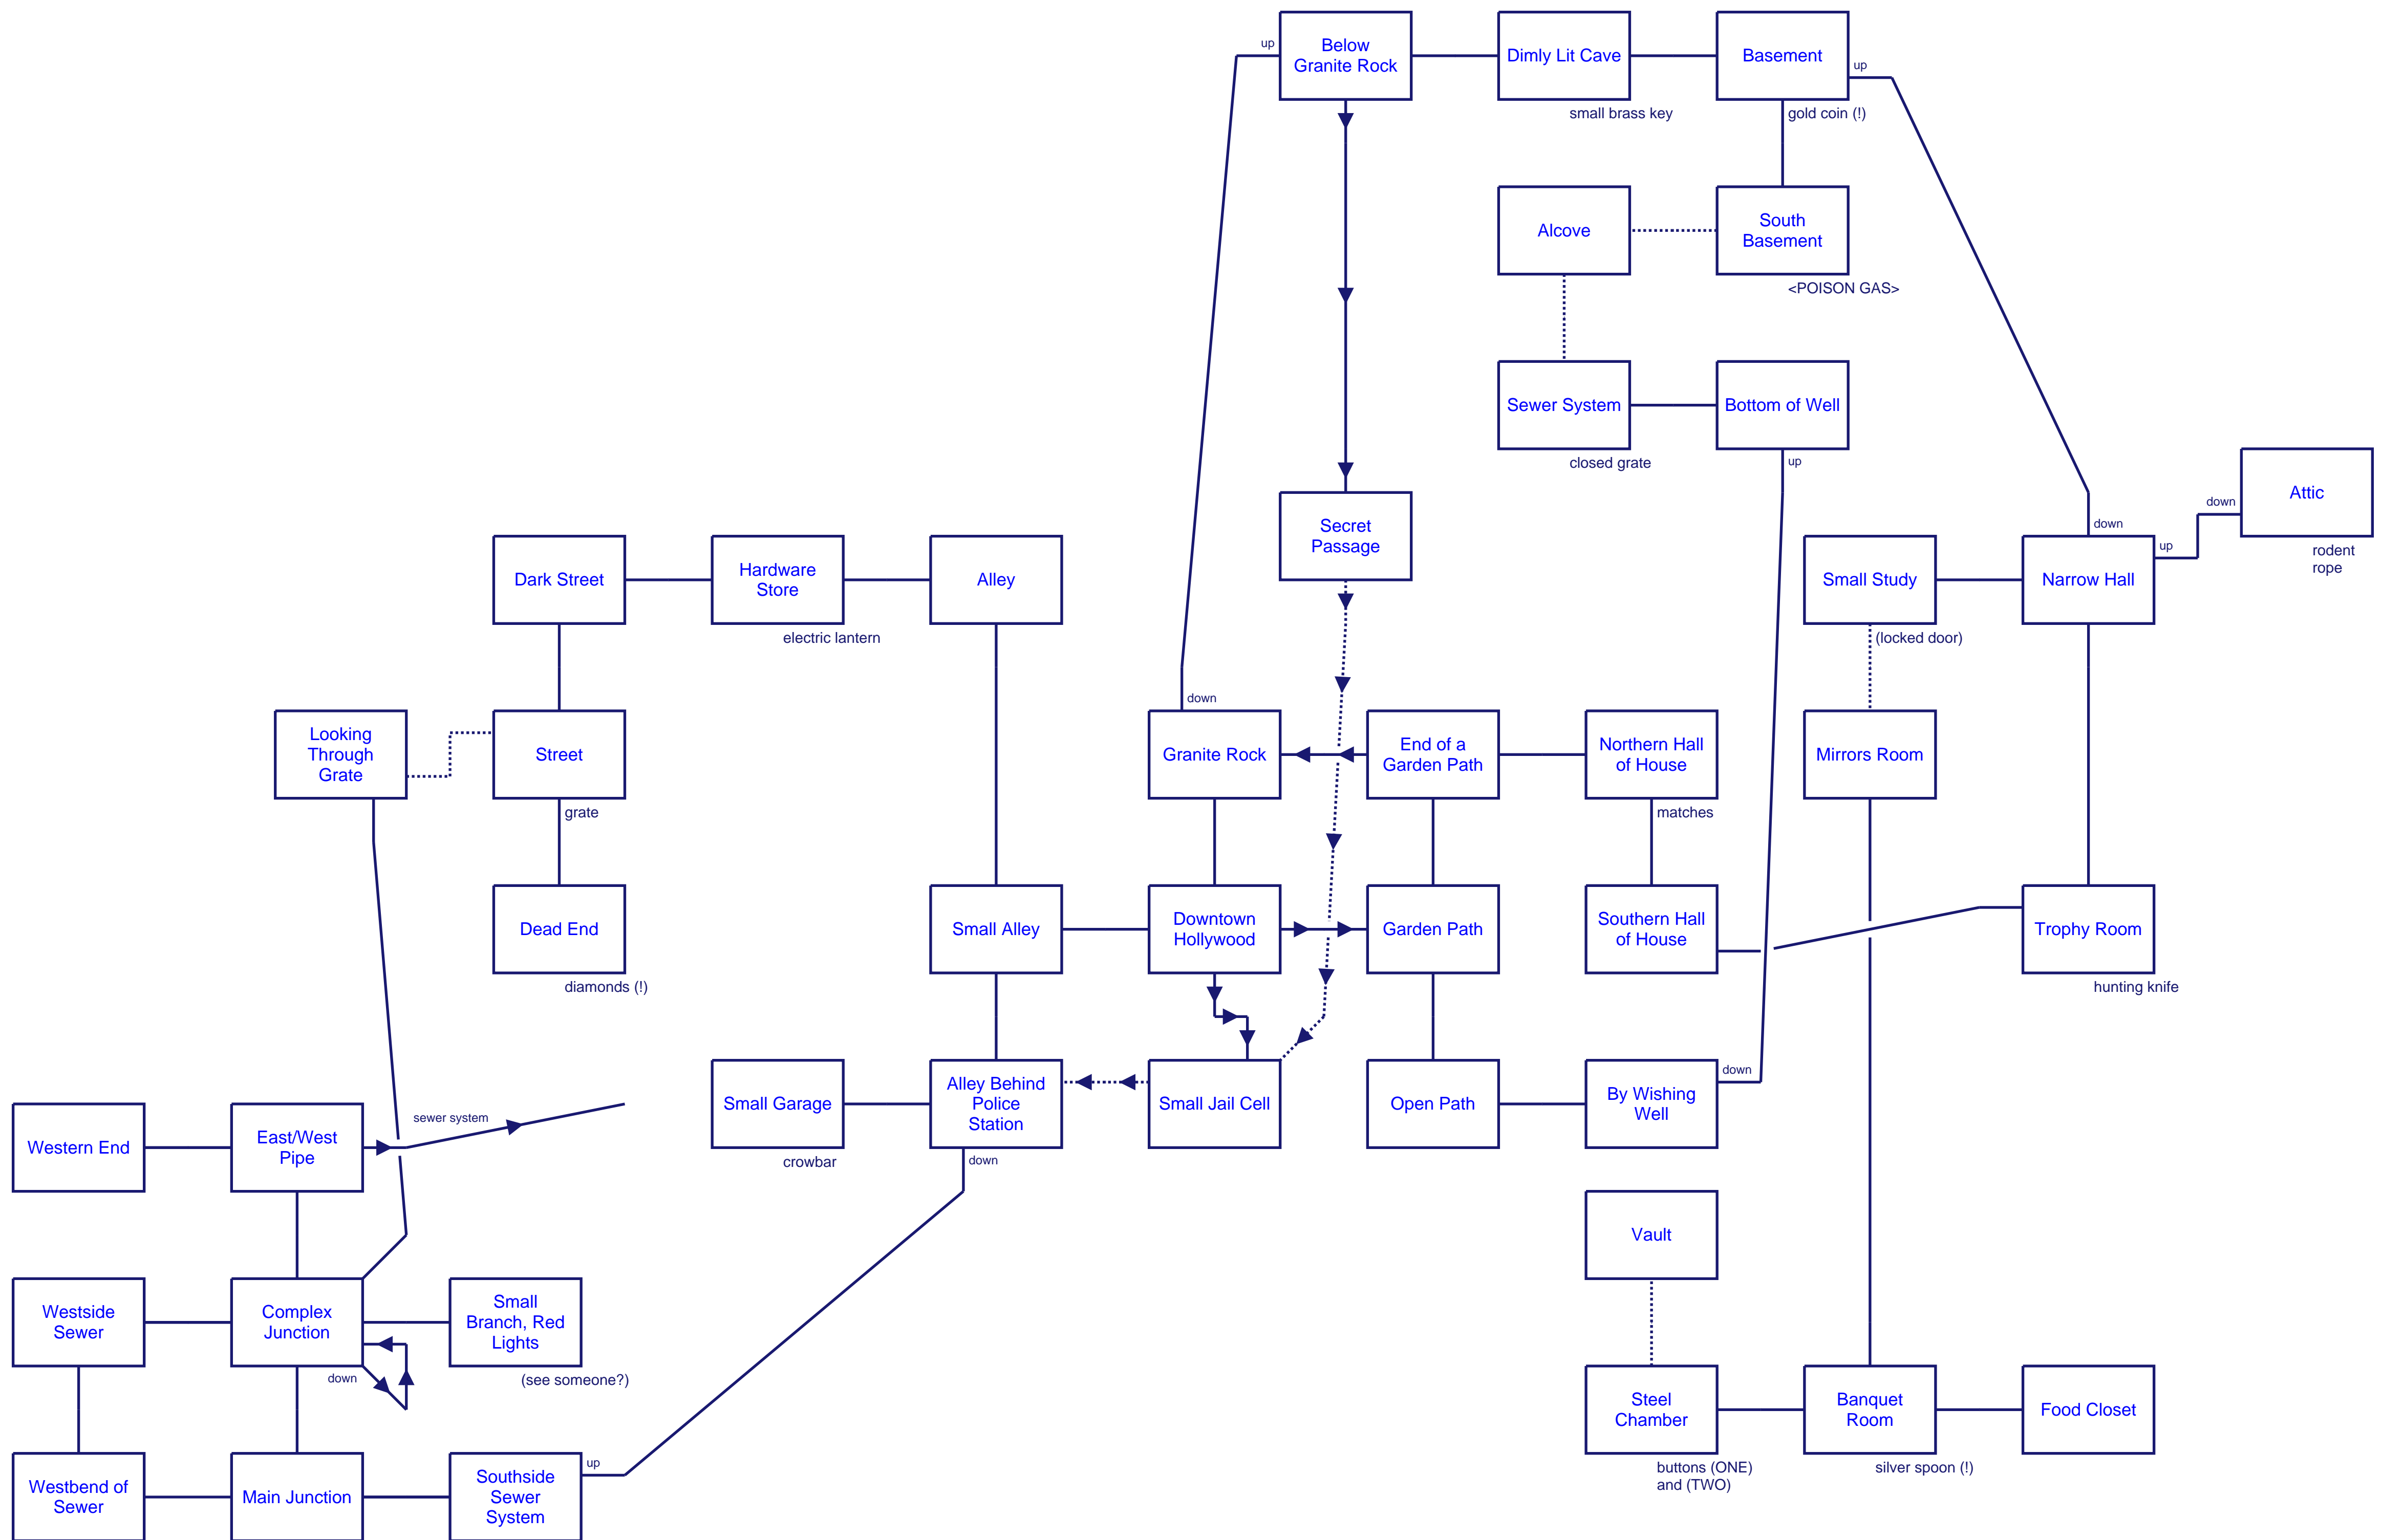 up
Below
Granite Rock
Dimly Lit Cave
Basement
up
small brass key
gold coin (!)
Alcove
South
Basement
<POISON GAS>
Sewer System
Bottom of Well
closed grate
up
Attic
down
rodent
rope
Secret
Passage
down
up
Dark Street
Hardware
Store
Alley
Small Study
Narrow Hall
electric lantern
(locked door)
down
Looking
Through
Grate
Street
Granite Rock
End of a
Garden Path
Northern Hall
of House
Mirrors Room
grate
matches
Dead End
Small Alley
Downtown
Hollywood
Garden Path
Southern Hall
of House
Trophy Room
diamonds (!)
hunting knife
Small Garage
Alley Behind
Police
Station
Small Jail Cell
Open Path
By Wishing
Well
down
crowbar
down
Western End
East/West
Pipe
sewer system
Vault
Westside
Sewer
Complex
Junction
Small
Branch, Red
Lights
down
(see someone?)
Steel
Chamber
Banquet
Room
Food Closet
buttons (ONE)
and (TWO)
silver spoon (!)
Westbend of
Sewer
Main Junction
Southside
Sewer
System
up